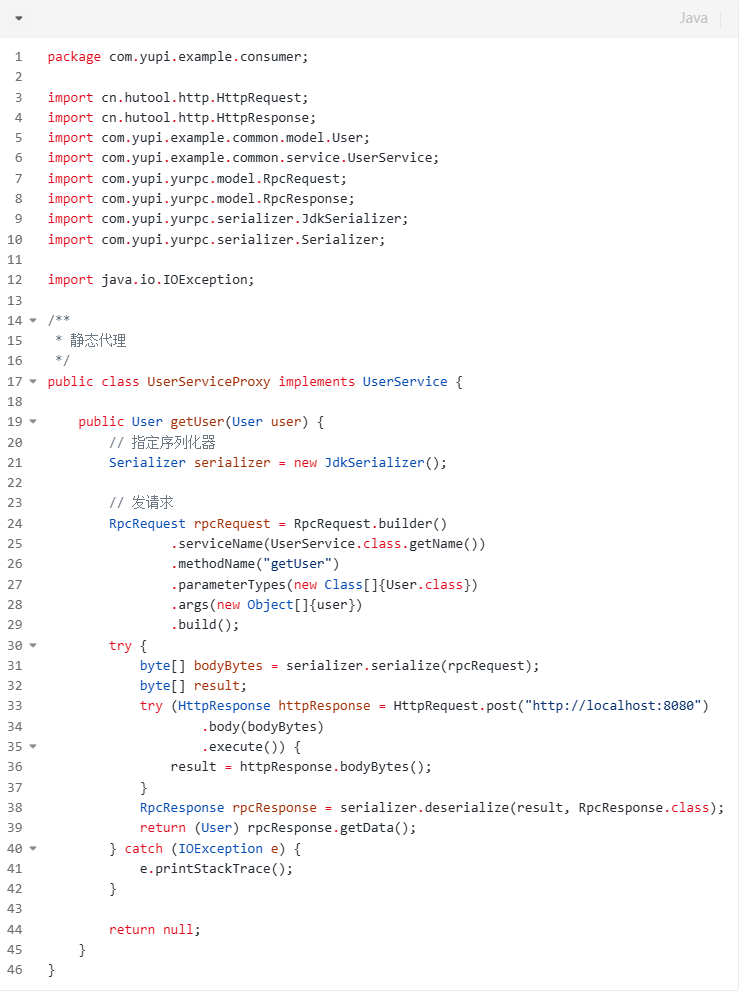 Java
1 package com.yupi.example.consumer;
2
3 import cn.hutool.http.HttpRequest;
4 import cn.hutool.http.HttpResponse;
5 import com.yupi.example.common.model.User;
6 import com.yupi.example.common.service.UserService;
7 import com.yupi.yurpc.model.RpcRequest;
8 import com.yupi.yurpc.model.RpcResponse;
9 import com.yupi.yurpc.serializer.JdkSerializer;
10 import com.yupi.yurpc.serializer.Serializer;
11
12 import java.io.IOException;
13
14 /**
15  * 静态代理
16  */
17 public class UserServiceProxy implements UserService {
18
19     public User getUser(User user) {
20         // 指定序列化器
21         Serializer serializer = new JdkSerializer();
22
23         // 发请求
24         RpcRequest rpcRequest = RpcRequest.builder()
25                 .serviceName(UserService.class.getName())
26                 .methodName("getUser")
27                 .parameterTypes(new Class[]{User.class})
28                 .args(new Object[]{user})
29                 .build();
30         try {
31             byte[] bodyBytes = serializer.serialize(rpcRequest);
32             byte[] result;
33             try (HttpResponse httpResponse = HttpRequest.post("http://localhost:8080")
34                     .body(bodyBytes)
35                     .execute()) {
36                 result = httpResponse.bodyBytes();
37             }
38             RpcResponse rpcResponse = serializer.deserialize(result, RpcResponse.class);
39             return (User) rpcResponse.getData();
40         } catch (IOException e) {
41             e.printStackTrace();
42         }
43
44         return null;
45     }
46 }